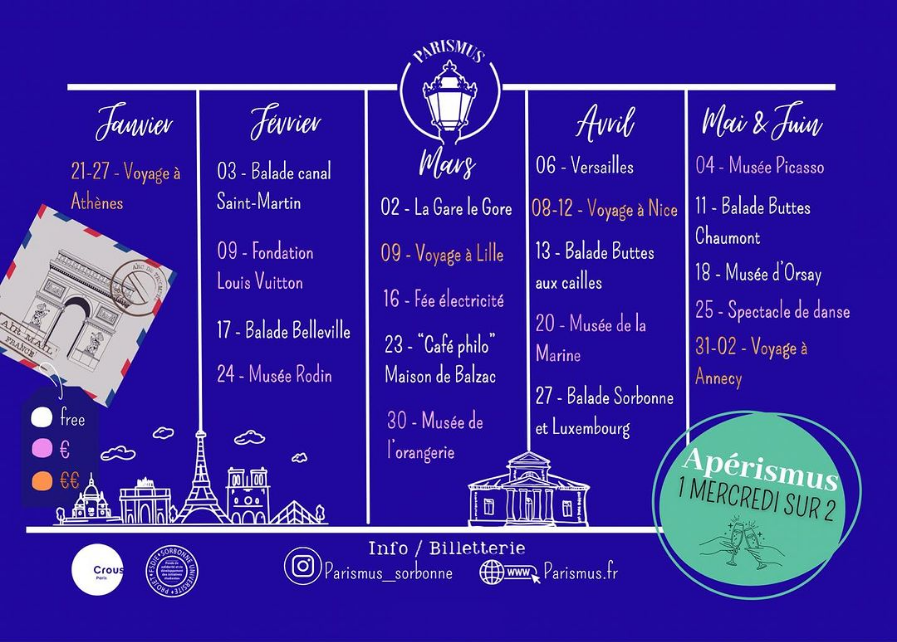 PARISMUS
Janvier
21-27 - Voyage à
Athènes
Février
03 - Balade canal
Saint-Martin
09 - Fondation
Louis Vuitton
17 - Balade Belleville
24 - Musée Rodin
Mars
02 - La Gare le Gore
09 - Voyage à Lille
16 - Fée électricité
23 - "Café philo"
Maison de Balzac
30 - Musée de
l'orangerie
Avril
06 - Versailles
08-12 - Voyage à Nice
13 - Balade Buttes
aux cailles
20 - Musée de la
Marine
27 - Balade Sorbonne
et Luxembourg
Mai & Juin
04 - Musée Picasso
11 - Balade Buttes
Chaumont
18 - Musée d'Orsay
25 - Spectacle de danse
31-02 - Voyage à
Annecy
AIR MAIL
FRANCE
free
€
€€
Apérismus
1 MERCREDI SUR 2
Info / Billetterie
Crous
Paris
Parismus_sorbonne
WWW
Parismus.fr